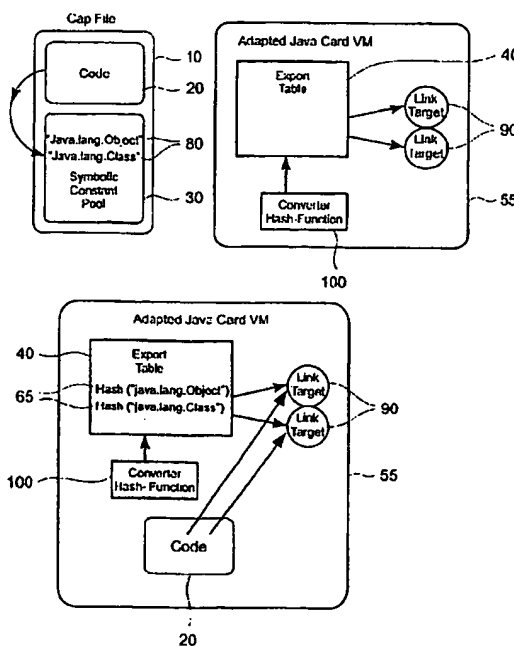 Cap File
Code
10
20
"Java.lang.Object"
"Java.lang.Class"
80
Symbolic
Constant
Pool
30
Adapted Java Card VM
40
Export
Table
Link
Target
Link
Target
90
Converter
Hash-Function
55
100
Adapted Java Card VM
40
Export
Table
65
Hash ("java.lang.Object")
Hash ("java.lang.Class")
Link
Target
Link
Target
90
100
Converter
Hash- Function
55
Code
20